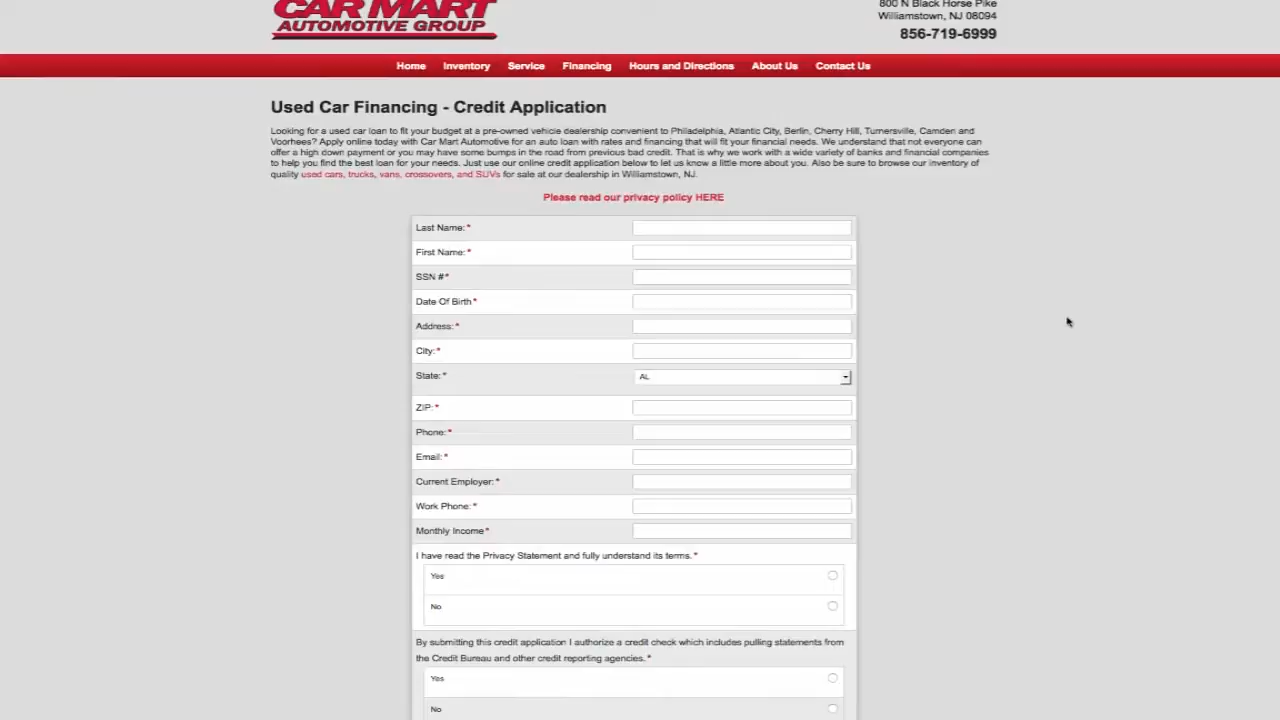 CAR MART
AUTOMOTIVE GROUP
800 N Black Horse Pike
Williamstown, NJ 08094
856-719-6999
Home Inventory Service Financing Hours and Directions About Us Contact Us
Used Car Financing - Credit Application
Looking for a used car loan to fit your budget at a pre-owned vehicle dealership convenient to Philadelphia, Atlantic City, Berlin, Cherry Hill, Turnersville, Camden and
Voorhees? Apply online today with Car Mart Automotive for an auto loan with rates and financing that will fit your financial needs. We understand that not everyone can
offer a high down payment or you may have some bumps in the road from previous bad credit. That is why we work with a wide variety of banks and financial companies
to help you find the best loan for your needs. Just use our online credit application below to let us know a little more about you. Also be sure to browse our inventory of
quality used cars, trucks, vans, crossovers, and SUVs for sale at our dealership in Williamstown, NJ.
Please read our privacy policy HERE
Last Name: *
First Name: *
SSN #*
Date Of Birth *
Address: *
City: *
State: * AL
ZIP: *
Phone: *
Email: *
Current Employer: *
Work Phone: *
Monthly Income *
I have read the Privacy Statement and fully understand its terms. *
Yes
No
By submitting this credit application I authorize a credit check which includes pulling statements from
the Credit Bureau and other credit reporting agencies. *
Yes
No